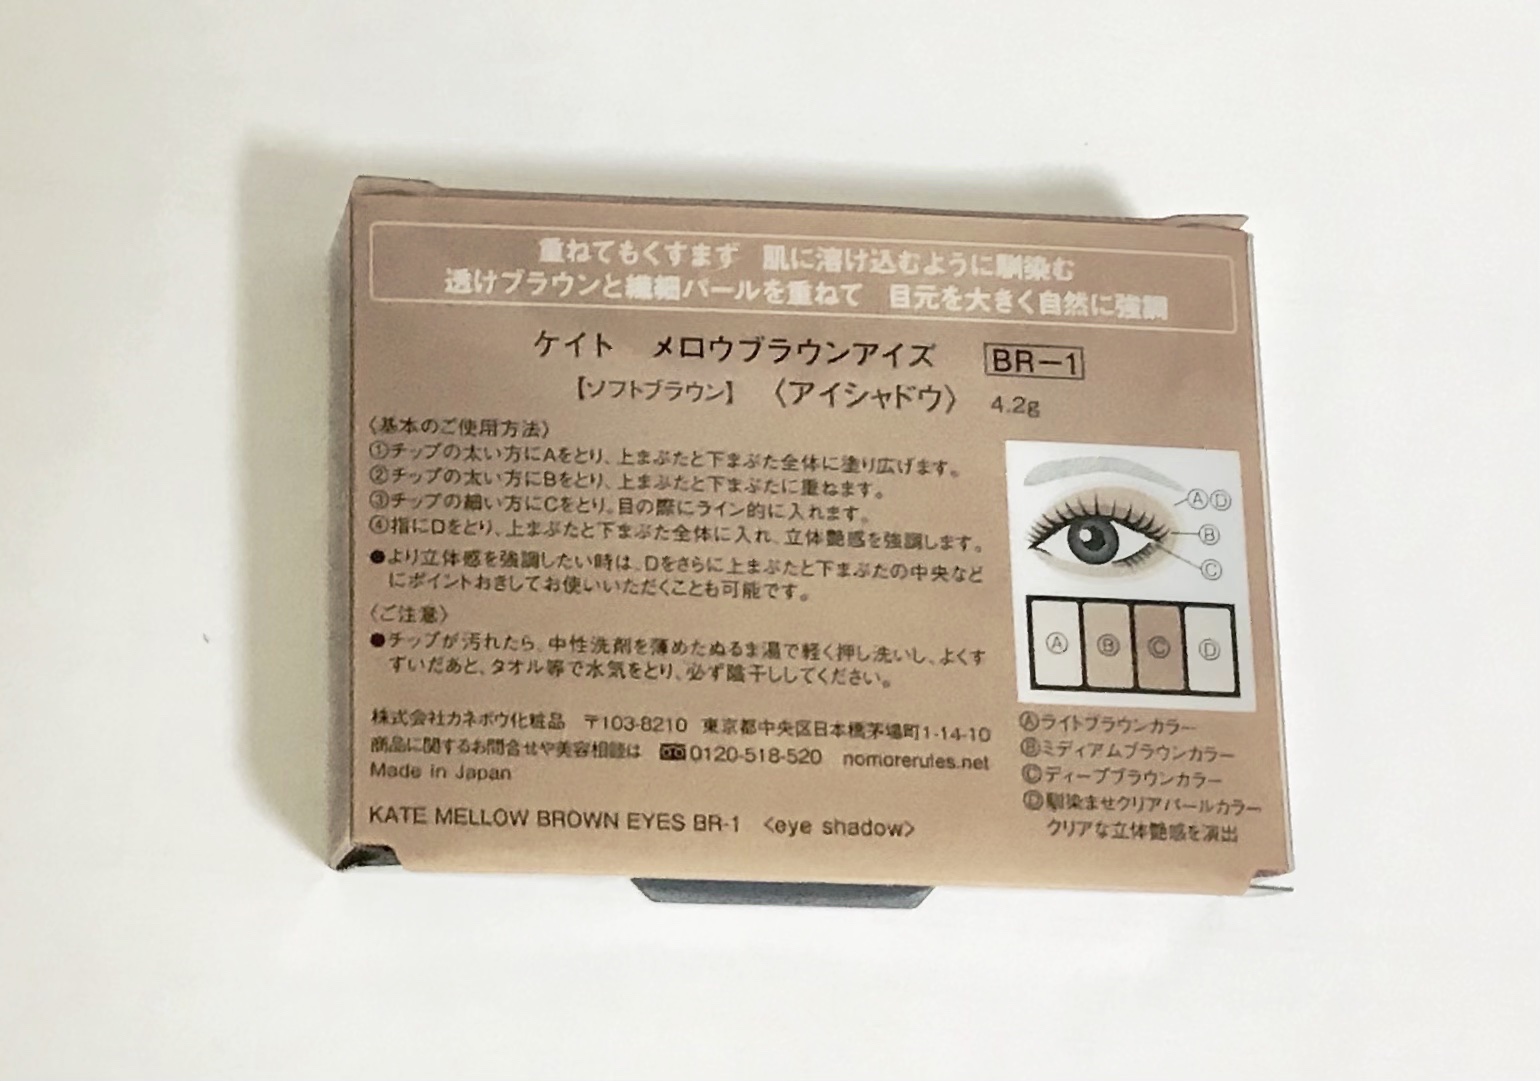 重ねてもくすまず 肌に溶け込むように馴染む
透けブラウンと繊細パールを重ねて 目元を大きく自然に強調
ケイト メロウブラウンアイズ BR-1
【ソフトブラウン】〈アイシャドウ〉 4.2g
〈基本のご使用方法〉
①チップの太い方にAをとり、上まぶたと下まぶた全体に塗り広げます。
②チップの太い方にBをとり、上まぶたと下まぶたに重ねます。
③チップの細い方にCをとり、目の際にライン的に入れます。
④指にDをとり、上まぶたと下まぶた全体に入れ、立体艶感を強調します。
●より立体感を強調したい時は、Dをさらに上まぶたと下まぶたの中央など
にポイントおきしてお使いいただくことも可能です。
〈ご注意〉
●チップが汚れたら、中性洗剤を薄めたぬるま湯で軽く押し洗いし、よくす
すいだあと、タオル等で水気をとり、必ず陰干ししてください。
株式会社カネボウ化粧品 〒103-8210 東京都中央区日本橋茅場町1-14-10
商品に関するお問合せや美容相談は 0120-518-520 nomorerules.net
Made in Japan
KATE MELLOW BROWN EYES BR-1 <eye shadow>
ⒶⒹ
Ⓑ
Ⓒ
Ⓐ Ⓑ Ⓒ Ⓓ
Ⓐライトブラウンカラー
Ⓑミディアムブラウンカラー
Ⓒディープブラウンカラー
Ⓓ馴染ませクリアパールカラー
クリアな立体艶感を演出